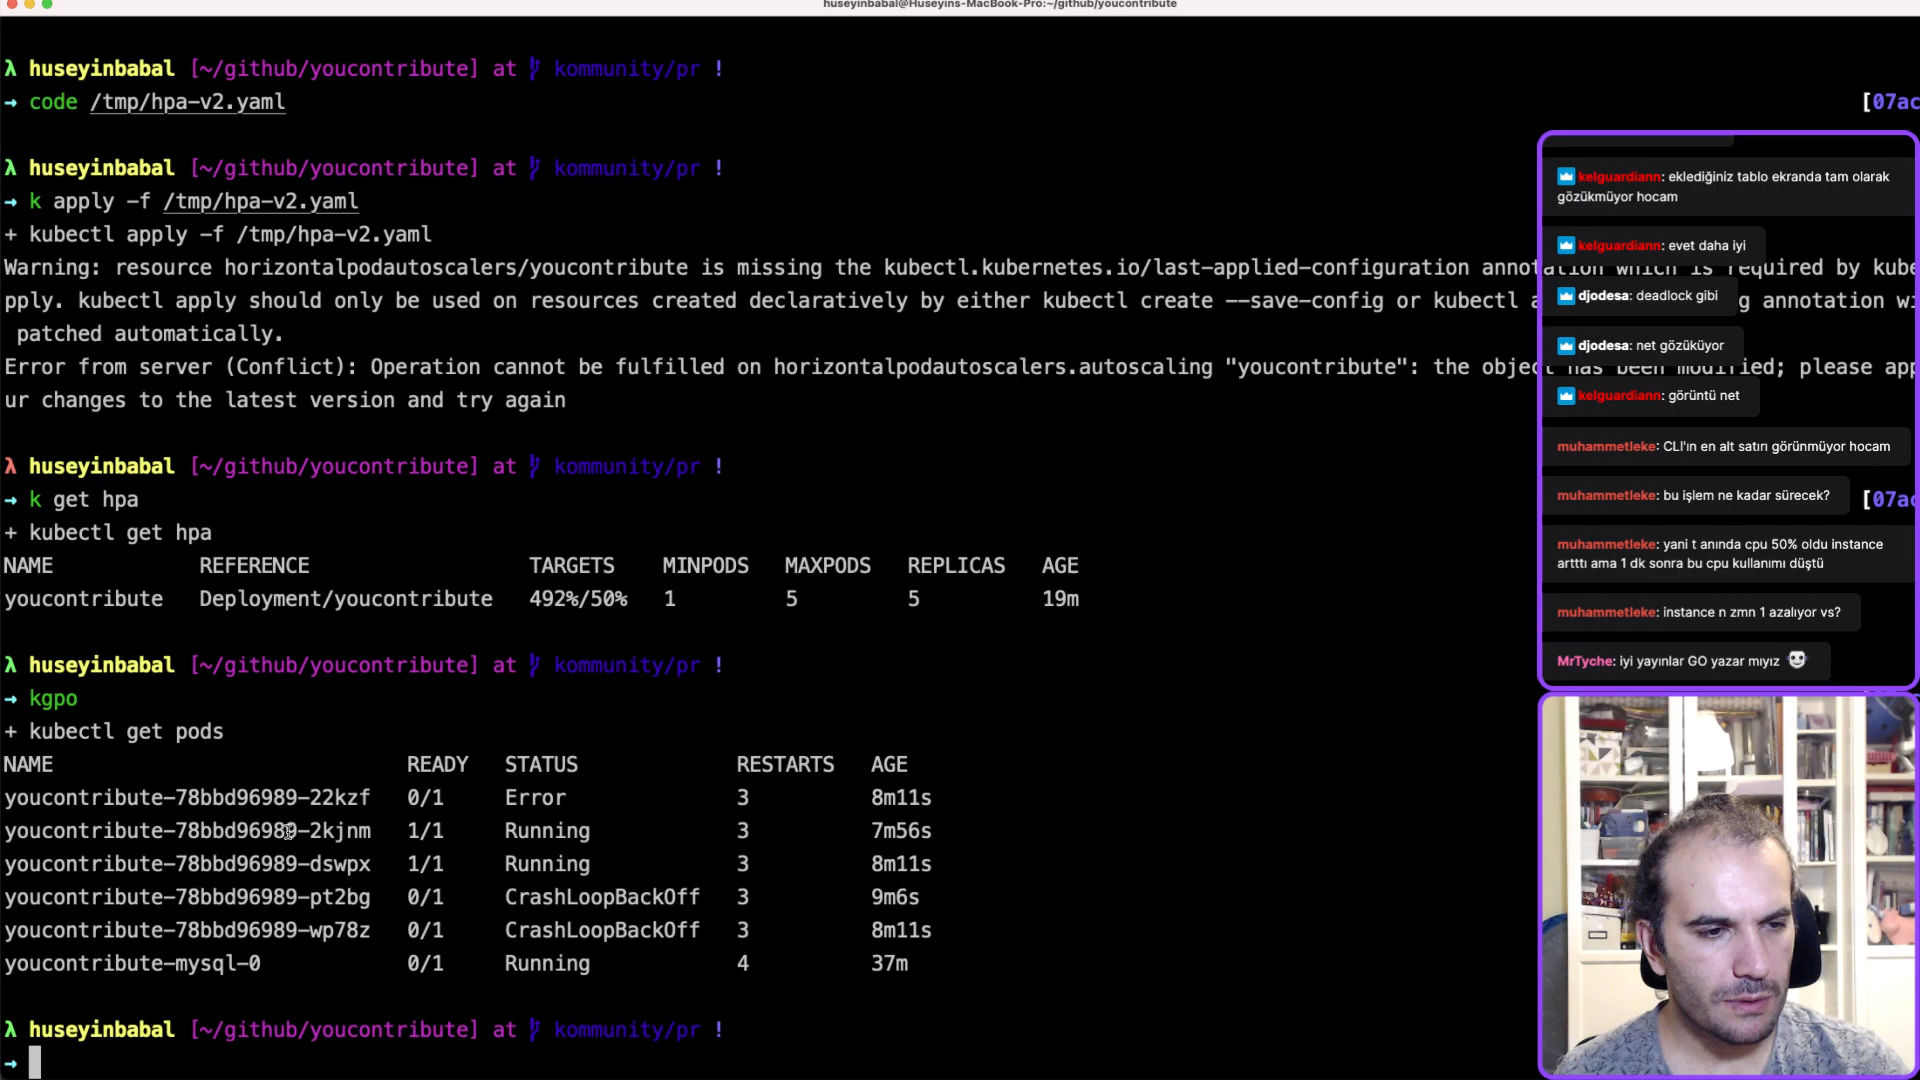 huseyinbabal@Huseyins-MacBook-Pro:~/github/youcontribute
λ huseyinbabal [~/github/youcontribute] at kommunity/pr !
→ code /tmp/hpa-v2.yaml
[07ac
λ huseyinbabal [~/github/youcontribute] at kommunity/pr !
→ k apply -f /tmp/hpa-v2.yaml
+ kubectl apply -f /tmp/hpa-v2.yaml
Warning: resource horizontalpodautoscalers/youcontribute is missing the kubectl.kubernetes.io/last-applied-configuration annotation which is required by kube
pply. kubectl apply should only be used on resources created declaratively by either kubectl create --save-config or kubectl a g annotation wi
patched automatically.
Error from server (Conflict): Operation cannot be fulfilled on horizontalpodautoscalers.autoscaling "youcontribute": the object has been modified; please app
ur changes to the latest version and try again
λ huseyinbabal [~/github/youcontribute] at kommunity/pr !
→ k get hpa
[07ac
+ kubectl get hpa
NAME REFERENCE TARGETS MINPODS MAXPODS REPLICAS AGE
youcontribute Deployment/youcontribute 492%/50% 1 5 5 19m
λ huseyinbabal [~/github/youcontribute] at kommunity/pr !
→ kgpo
+ kubectl get pods
NAME READY STATUS RESTARTS AGE
youcontribute-78bbd96989-22kzf 0/1 Error 3 8m11s
youcontribute-78bbd96989-2kjnm 1/1 Running 3 7m56s
youcontribute-78bbd96989-dswpx 1/1 Running 3 8m11s
youcontribute-78bbd96989-pt2bg 0/1 CrashLoopBackOff 3 9m6s
youcontribute-78bbd96989-wp78z 0/1 CrashLoopBackOff 3 8m11s
youcontribute-mysql-0 0/1 Running 4 37m
λ huseyinbabal [~/github/youcontribute] at kommunity/pr !
→
kelguardiann: eklediğiniz tablo ekranda tam olarak
gözükmüyor hocam
kelguardiann: evet daha iyi
djodesa: deadlock gibi
djodesa: net gözüküyor
kelguardiann: görüntü net
muhammetleke: CLI'ın en alt satırı görünmüyor hocam
muhammetleke: bu işlem ne kadar sürecek?
muhammetleke: yani t anında cpu 50% oldu instance
artttı ama 1 dk sonra bu cpu kullanımı düştü
muhammetleke: instance n zmn 1 azalıyor vs?
MrTyche: iyi yayınlar GO yazar mıyız